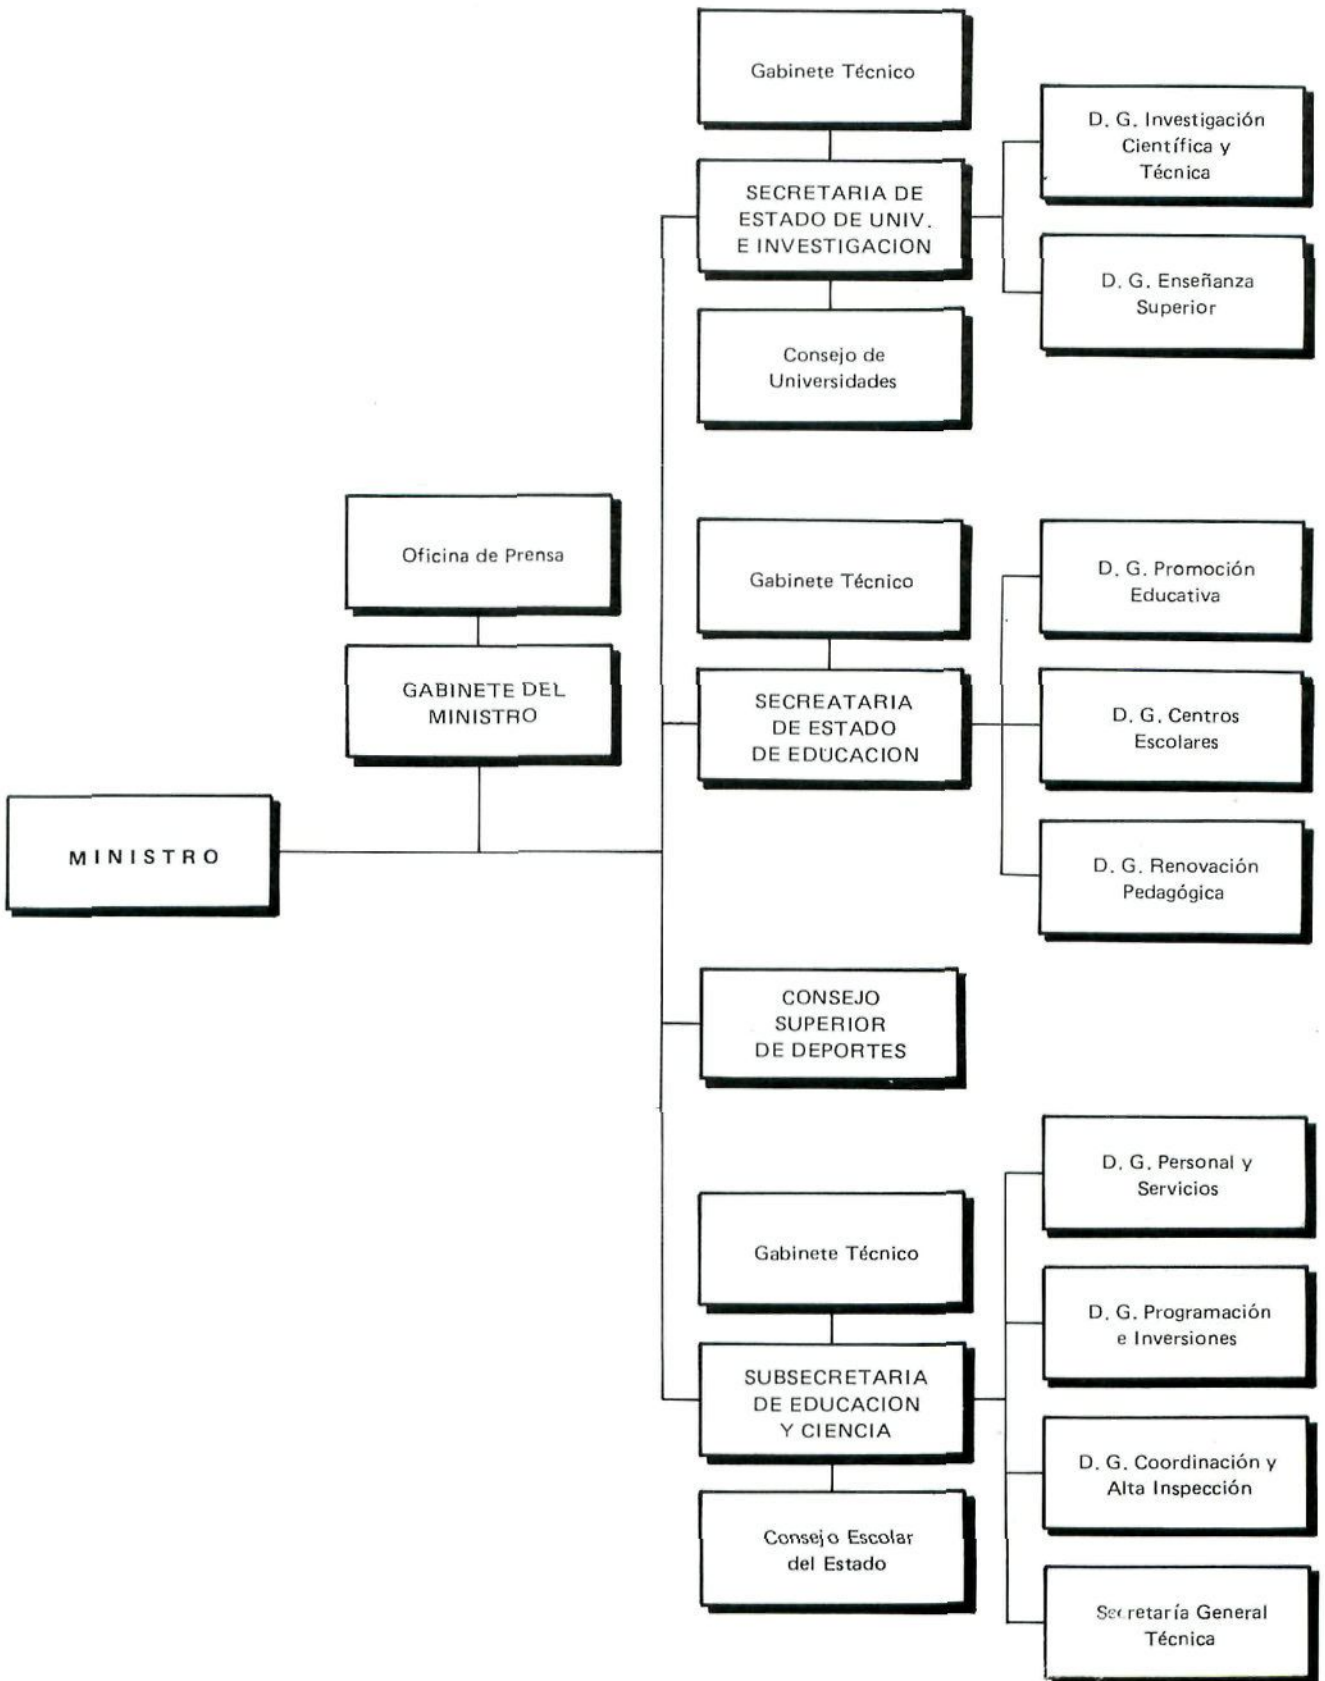 Gabinete Técnico
D. G. Investigación
Científica y
Técnica
SECRETARIA DE
ESTADO DE UNIV.
E INVESTIGACION
D. G. Enseñanza
Superior
Consejo de
Universidades
Oficina de Prensa
GABINETE DEL
MINISTRO
MINISTRO
Gabinete Técnico
D. G. Promoción
Educativa
SECREATARIA
DE ESTADO
DE EDUCACION
D. G. Centros
Escolares
D. G. Renovación
Pedagógica
CONSEJO
SUPERIOR
DE DEPORTES
D. G. Personal y
Servicios
Gabinete Técnico
D. G. Programación
e Inversiones
SUBSECRETARIA
DE EDUCACION
Y CIENCIA
D. G. Coordinación y
Alta Inspección
Consejo Escolar
del Estado
Secretaría General
Técnica